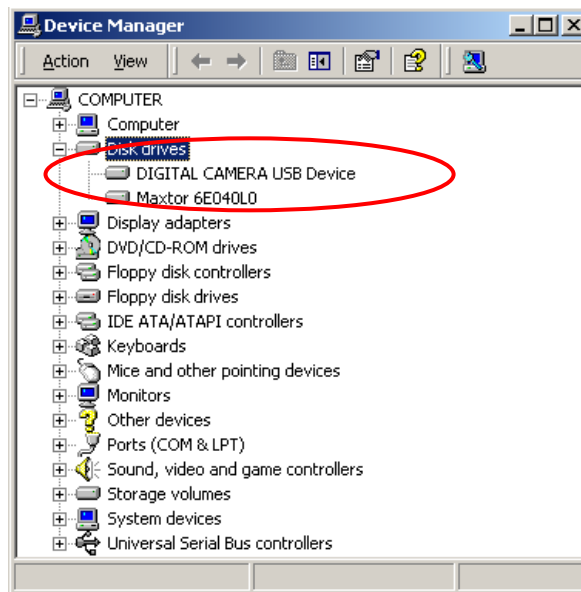 Device Manager
Action View
COMPUTER
Computer
Disk drives
DIGITAL CAMERA USB Device
Maxtor 6E040L0
Display adapters
DVD/CD-ROM drives
Floppy disk controllers
Floppy disk drives
IDE ATA/ATAPI controllers
Keyboards
Mice and other pointing devices
Monitors
Other devices
Ports (COM & LPT)
Sound, video and game controllers
Storage volumes
System devices
Universal Serial Bus controllers